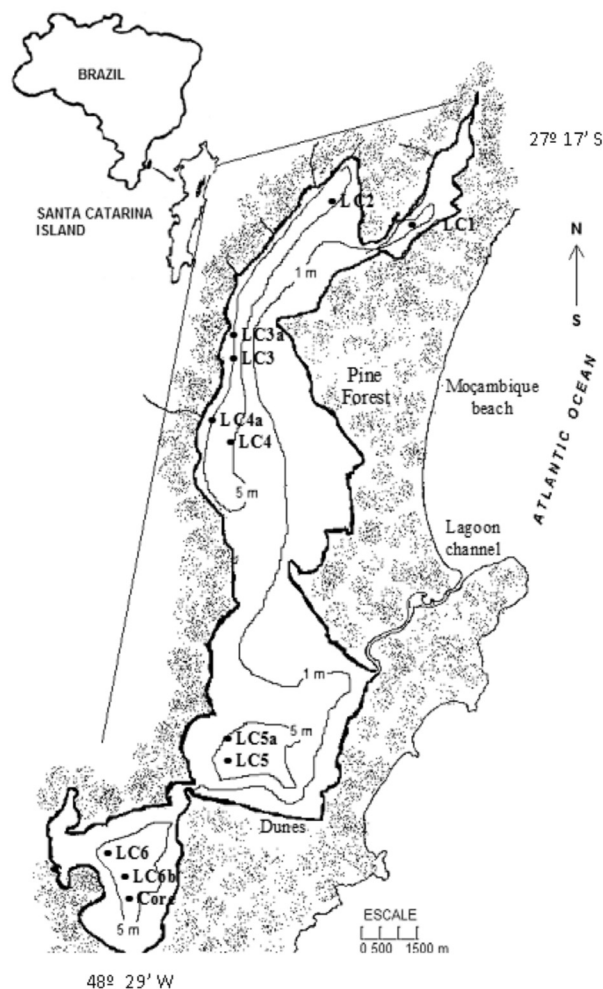 BRAZIL
27º 17' S
SANTA CATARINA
ISLAND
LC2
LC1
N
S
1 m
LC3a
LC3
Pine
Forest
Moçambique
beach
ATLANTIC OCEAN
LC4a
LC4
5 m
Lagoon
channel
1 m
5 m
LC5a
LC5
Dunes
LC6
LC6b
Core
5 m
ESCALE
0 500 1500 m
48º 29' W